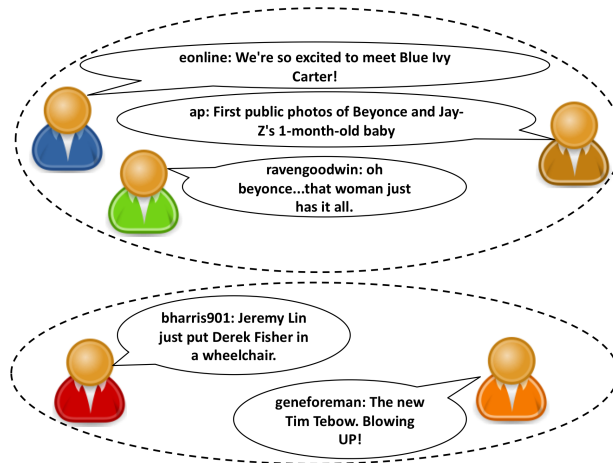 eonline: We're so excited to meet Blue Ivy
Carter!
ap: First public photos of Beyonce and Jay-
Z's 1-month-old baby
ravengoodwin: oh
beyonce...that woman just
has it all.
bharris901: Jeremy Lin
just put Derek Fisher in
a wheelchair.
geneforeman: The new
Tim Tebow. Blowing
UP!